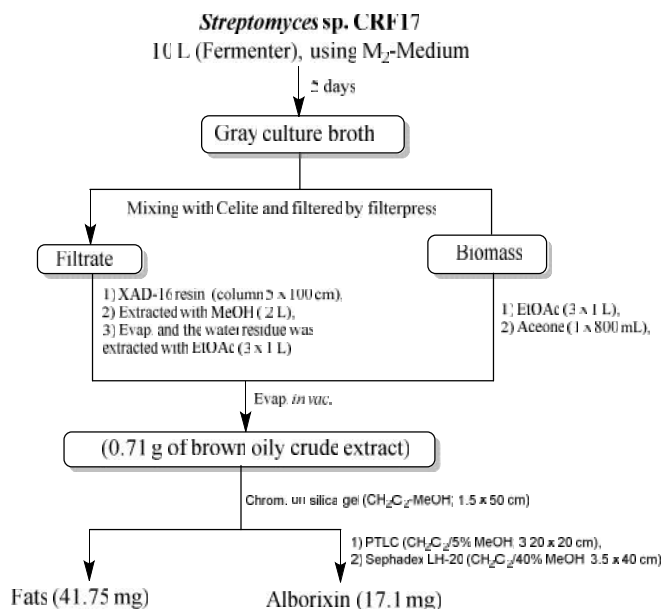 Streptomyces sp. CRF17
10 L (Fermenter), using M2-Medium
5 days
Gray culture broth
Mixing with Celite and filtered by filterpress
Filtrate
Biomass
1) XAD-16 resin (column 5 x 100 cm),
2) Extracted with MeOH (2 L),
3) Evap. and the water residue was
extracted with EtOAc (3 x 1 L)
1) EtOAc (3 x 1 L),
2) Aceone (1 x 800 mL),
Evap. in vac.
(0.71 g of brown oily crude extract)
Chrom. on silica gel (CH2C2-MeOH; 1.5 x 50 cm)
1) PTLC (CH2C2/5% MeOH; 3 20 x 20 cm),
2) Sephadex LH-20 (CH2C2/40% MeOH 3.5 x 40 cm)
Fats (41.75 mg)
Alborixin (17.1 mg)